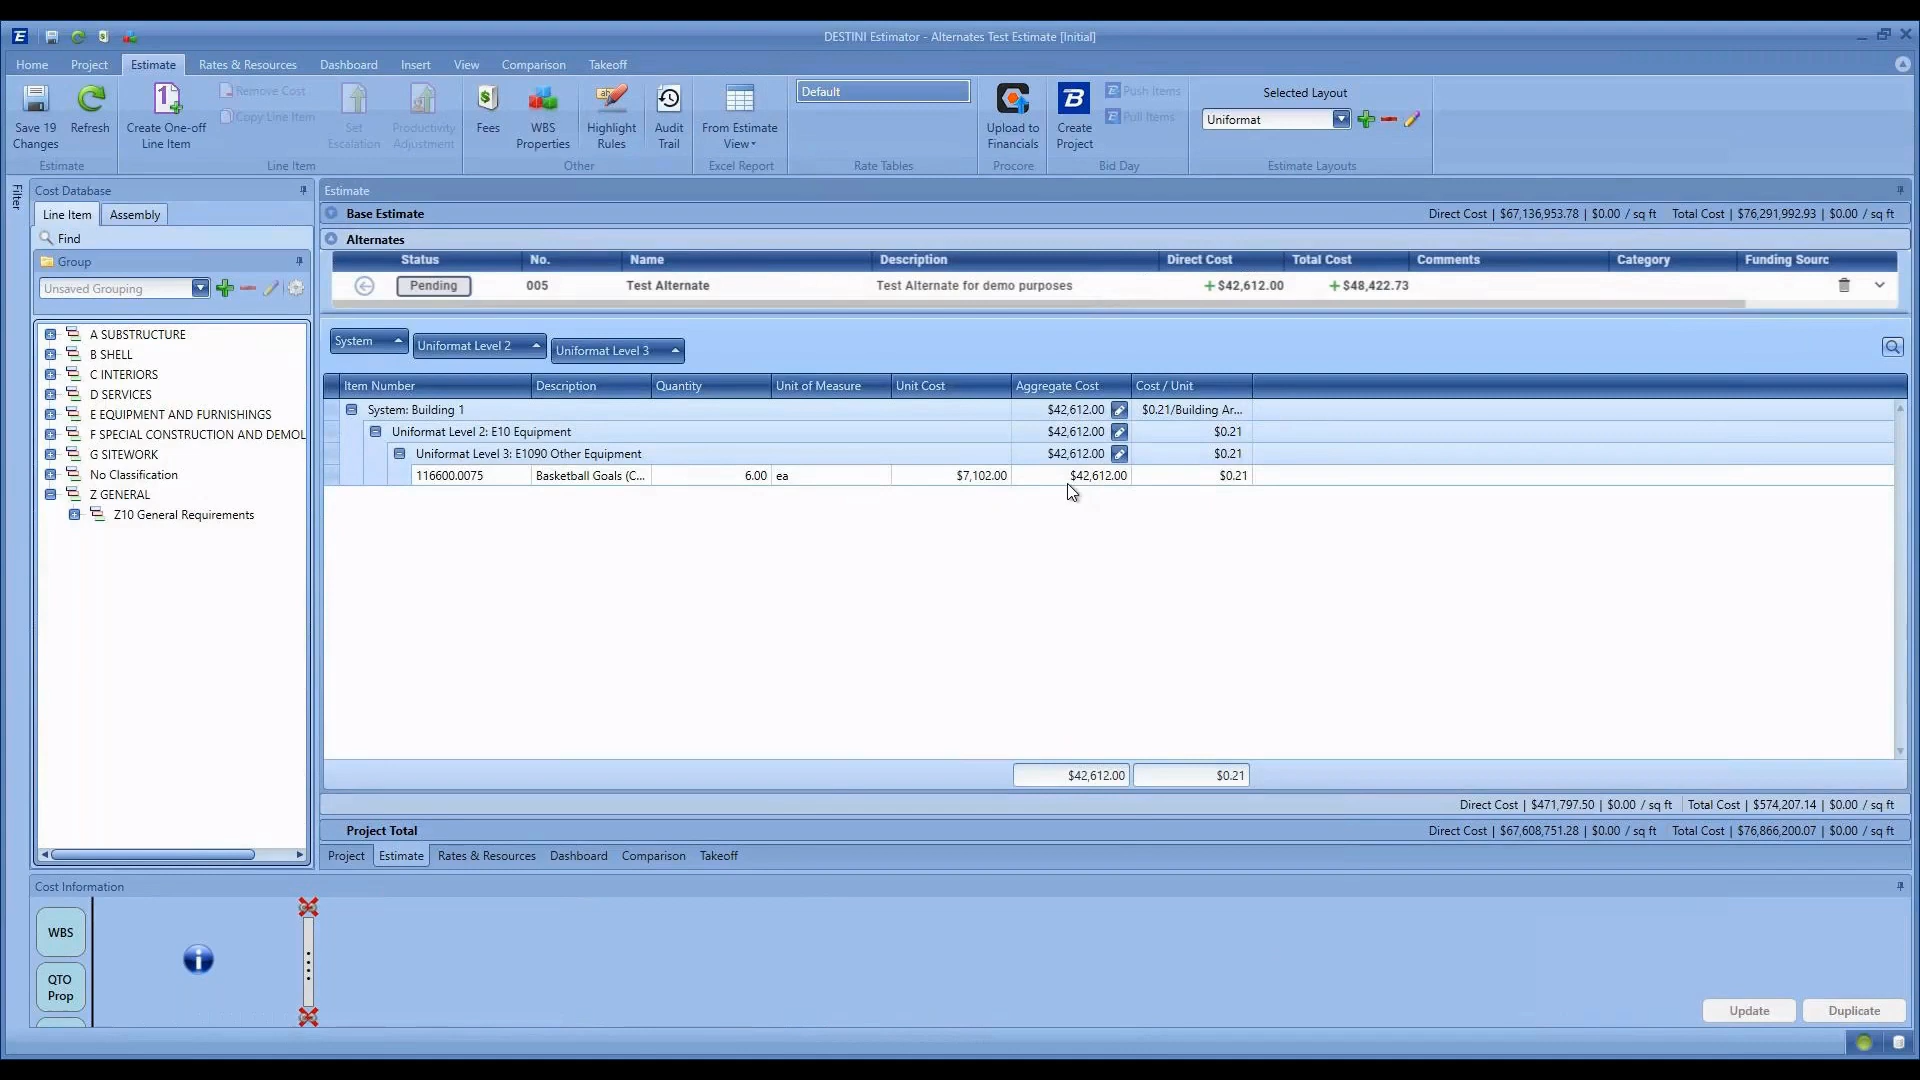 DESTINI Estimator - Alternates Test Estimate [Initial]
Home Project Estimate Rates & Resources Dashboard Insert View Comparison Takeoff
Save 19 Changes
Refresh
Create One-off Line Item
Remove Cost
Copy Line Item
Set Escalation
Productivity Adjustment
Fees
WBS Properties
Highlight Rules
Audit Trail
From Estimate View
Default
Upload to Financials
Create Project
Push Items
Pull Items
Selected Layout
Uniformat
Estimate Line Item Other Excel Report Rate Tables Procore Bid Day Estimate Layouts
Filter
Cost Database
Line Item Assembly
Find
Group
Unsaved Grouping
A SUBSTRUCTURE
B SHELL
C INTERIORS
D SERVICES
E EQUIPMENT AND FURNISHINGS
F SPECIAL CONSTRUCTION AND DEMOL
G SITEWORK
No Classification
Z GENERAL
Z10 General Requirements
Estimate
Base Estimate Direct Cost | $67,136,953.78 | $0.00 / sq ft Total Cost | $76,291,992.93 | $0.00 / sq ft
Alternates
Status No. Name Description Direct Cost Total Cost Comments Category Funding Sourc
Pending 005 Test Alternate Test Alternate for demo purposes +$42,612.00 +$48,422.73
System Uniformat Level 2 Uniformat Level 3
Item Number Description Quantity Unit of Measure Unit Cost Aggregate Cost Cost / Unit
System: Building 1 $42,612.00 $0.21/Building Ar...
Uniformat Level 2: E10 Equipment $42,612.00 $0.21
Uniformat Level 3: E1090 Other Equipment $42,612.00 $0.21
116600.0075 Basketball Goals (C... 6.00 ea $7,102.00 $42,612.00 $0.21
$42,612.00 $0.21
Direct Cost | $471,797.50 | $0.00 / sq ft Total Cost | $574,207.14 | $0.00 / sq ft
Project Total Direct Cost | $67,608,751.28 | $0.00 / sq ft Total Cost | $76,866,200.07 | $0.00 / sq ft
Project Estimate Rates & Resources Dashboard Comparison Takeoff
Cost Information
WBS
QTO Prop
Update Duplicate